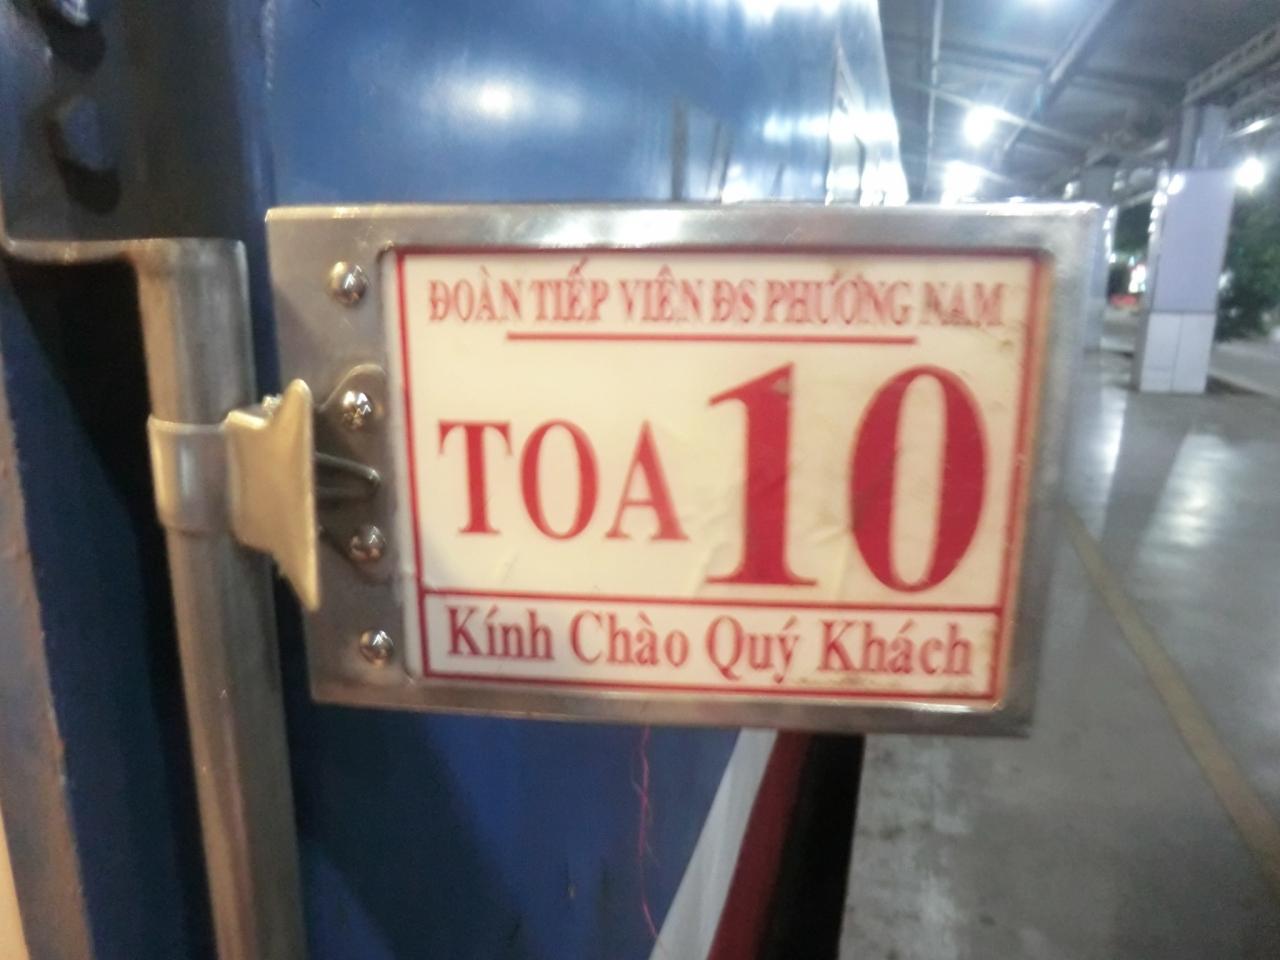 ĐOÀN TIẾP VIÊN ĐS PHƯƠNG NAM
TOA 10
Kính Chào Quý Khách